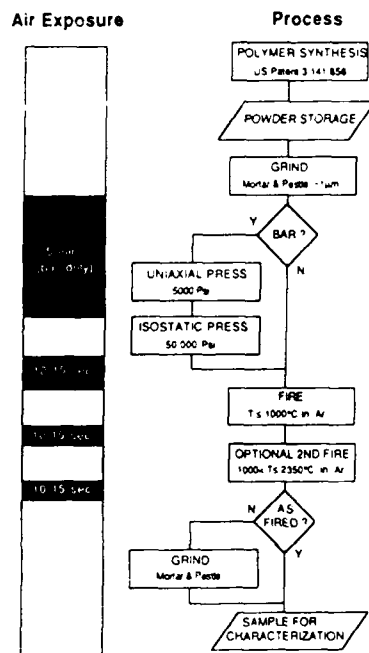 Air Exposure
Process
POLYMER SYNTHESIS
US Patent 3 141 856
POWDER STORAGE
GRIND
Mortar & Pestle ~1µm
Y
BAR ?
N
UNIAXIAL PRESS
5000 Psi
ISOSTATIC PRESS
50 000 Psi
10-15 sec
FIRE
T≤ 1000°C in Ar
10-15 sec
OPTIONAL 2ND FIRE
1000< T≤ 2350°C in Ar
10-15 sec
N
AS
FIRED ?
Y
GRIND
Mortar & Pestle
SAMPLE FOR
CHARACTERIZATION